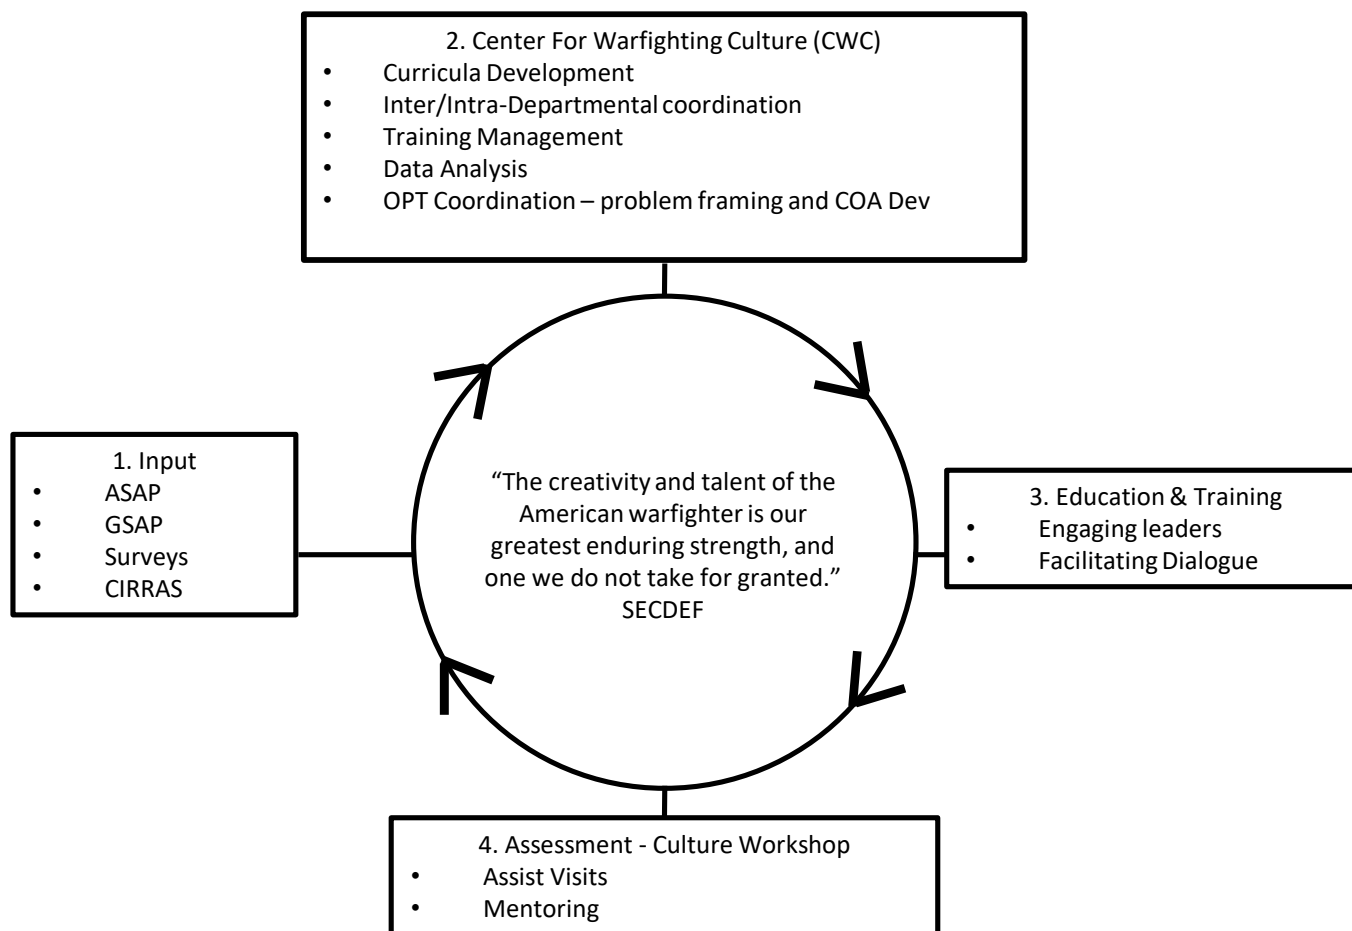 2. Center For Warfighting Culture (CWC)
• Curricula Development
• Inter/Intra-Departmental coordination
• Training Management
• Data Analysis
• OPT Coordination – problem framing and COA Dev
1. Input
• ASAP
• GSAP
• Surveys
• CIRRAS
“The creativity and talent of the
American warfighter is our
greatest enduring strength, and
one we do not take for granted.”
SECDEF
3. Education & Training
• Engaging leaders
• Facilitating Dialogue
4. Assessment - Culture Workshop
• Assist Visits
• Mentoring